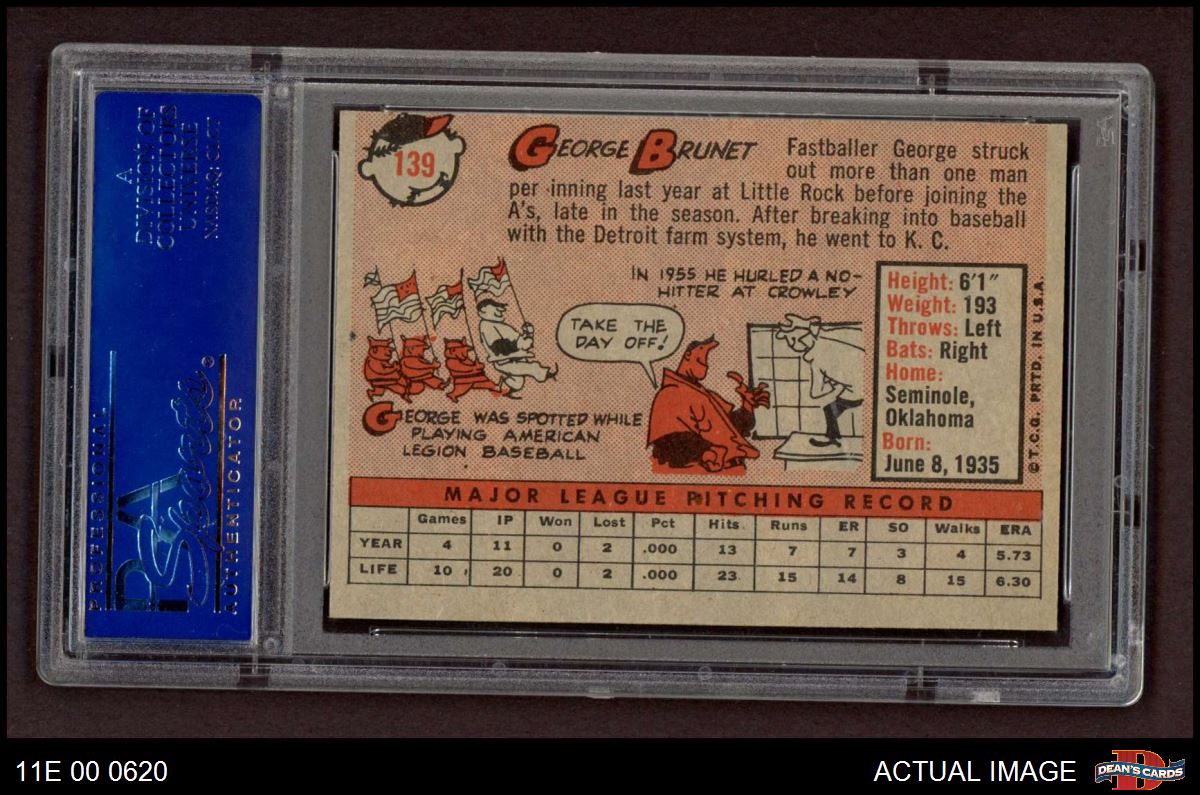 A
DIVISION OF
COLLECTORS
UNIVERSE
NASDAQ: CLCT
PROFESSIONAL
PSA
Sports
AUTHENTICATOR
139
GEORGE BRUNET
Fastballer George struck
out more than one man
per inning last year at Little Rock before joining the
A's, late in the season. After breaking into baseball
with the Detroit farm system, he went to K. C.
IN 1955 HE HURLED A NO-
HITTER AT CROWLEY
TAKE THE
DAY OFF!
GEORGE WAS SPOTTED WHILE
PLAYING AMERICAN
LEGION BASEBALL
Height: 6'1"
Weight: 193
Throws: Left
Bats: Right
Home:
Seminole,
Oklahoma
Born:
June 8, 1935
©T.C.G. PRTD. IN U.S.A.
MAJOR LEAGUE PITCHING RECORD
Games IP Won Lost Pct Hits Runs ER SO Walks ERA
YEAR 4 11 0 2 .000 13 7 7 3 4 5.73
LIFE 10 20 0 2 .000 23 15 14 8 15 6.30
11E 00 0620
ACTUAL IMAGE
D
DEAN'S CARDS